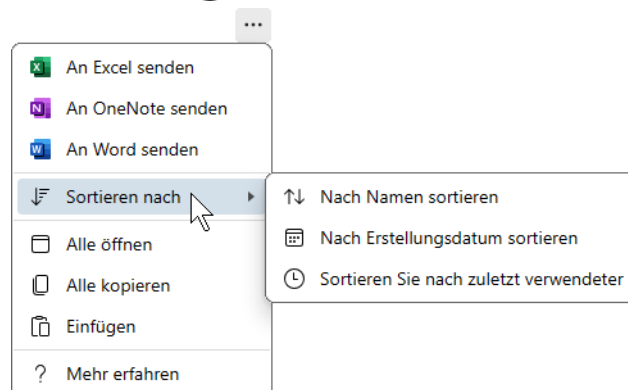 An Excel senden
An OneNote senden
An Word senden
Sortieren nach
Nach Namen sortieren
Nach Erstellungsdatum sortieren
Sortieren Sie nach zuletzt verwendeter
Alle öffnen
Alle kopieren
Einfügen
Mehr erfahren